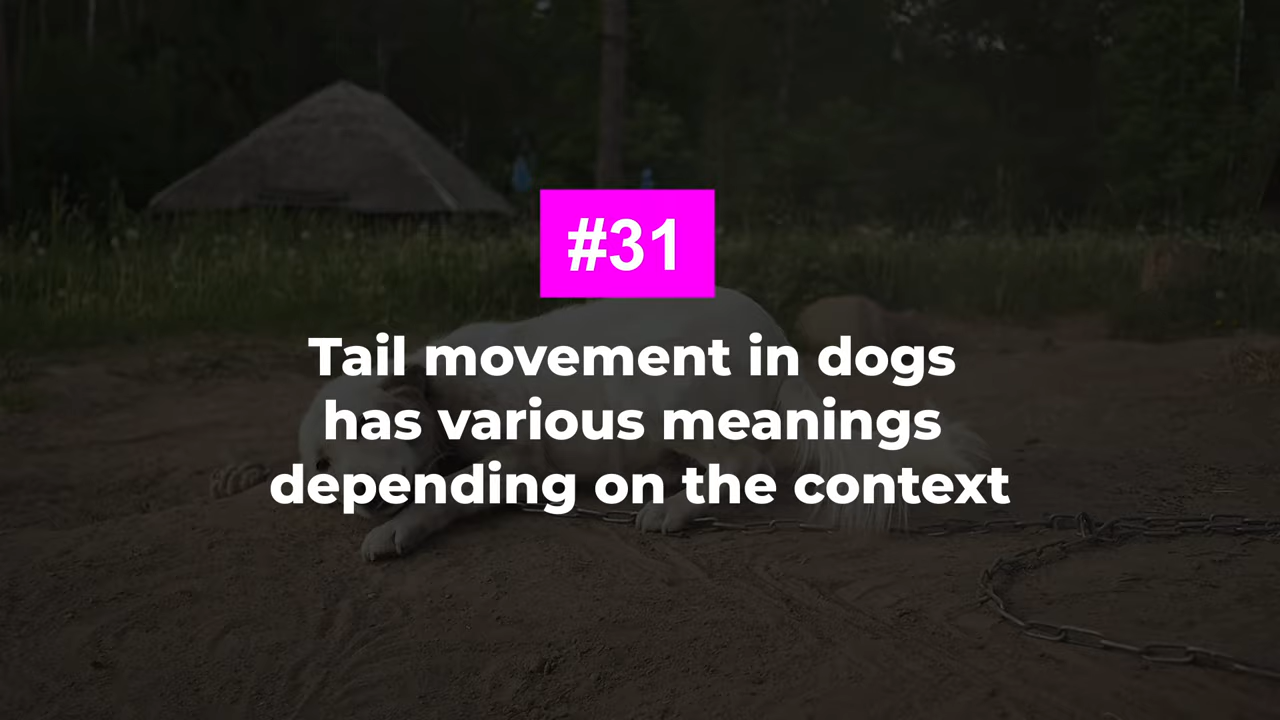 #31
Tail movement in dogs
has various meanings
depending on the context